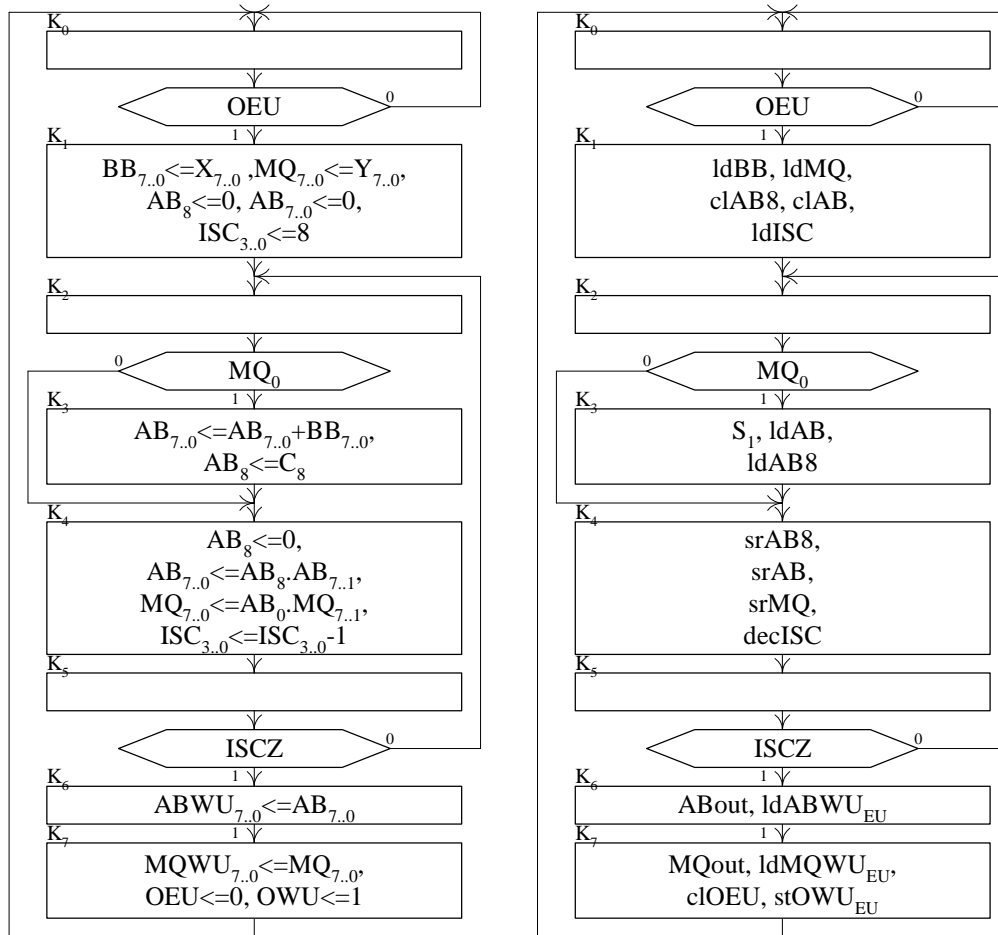 K₀
OEU
0
1
K₁
BB₇..₀<=X₇..₀ ,MQ₇..₀<=Y₇..₀,
AB₈<=0, AB₇..₀<=0,
ISC₃..₀<=8
K₂
0
MQ₀
1
K₃
AB₇..₀<=AB₇..₀+BB₇..₀,
AB₈<=C₈
K₄
AB₈<=0,
AB₇..₀<=AB₈.AB₇..₁,
MQ₇..₀<=AB₀.MQ₇..₁,
ISC₃..₀<=ISC₃..₀-1
K₅
ISCZ
0
1
K₆
ABWU₇..₀<=AB₇..₀
1
K₇
MQWU₇..₀<=MQ₇..₀,
OEU<=0, OWU<=1
K₀
OEU
0
1
K₁
ldBB, ldMQ,
clAB8, clAB,
ldISC
K₂
0
MQ₀
1
K₃
S₁, ldAB,
ldAB8
K₄
srAB8,
srAB,
srMQ,
decISC
K₅
ISCZ
0
1
K₆
ABout, ldABWU_EU
1
K₇
MQout, ldMQWU_EU,
clOEU, stOWU_EU